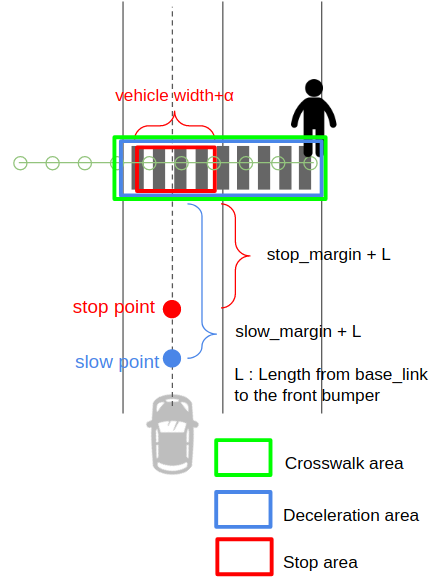 vehicle width+α
stop_margin + L
stop point
slow_margin + L
slow point
L : Length from base_link
to the front bumper
Crosswalk area
Deceleration area
Stop area